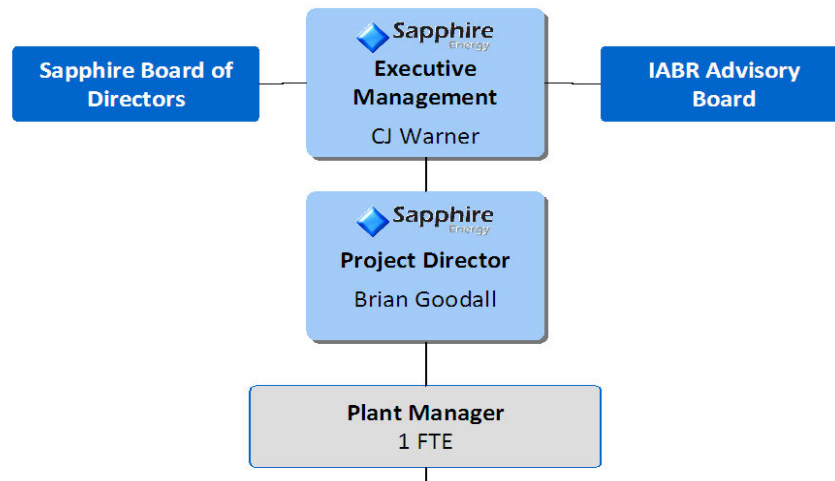 Sapphire Board of
Directors
Sapphire
Energy
Executive
Management
CJ Warner
IABR Advisory
Board
Sapphire
Energy
Project Director
Brian Goodall
Plant Manager
1 FTE